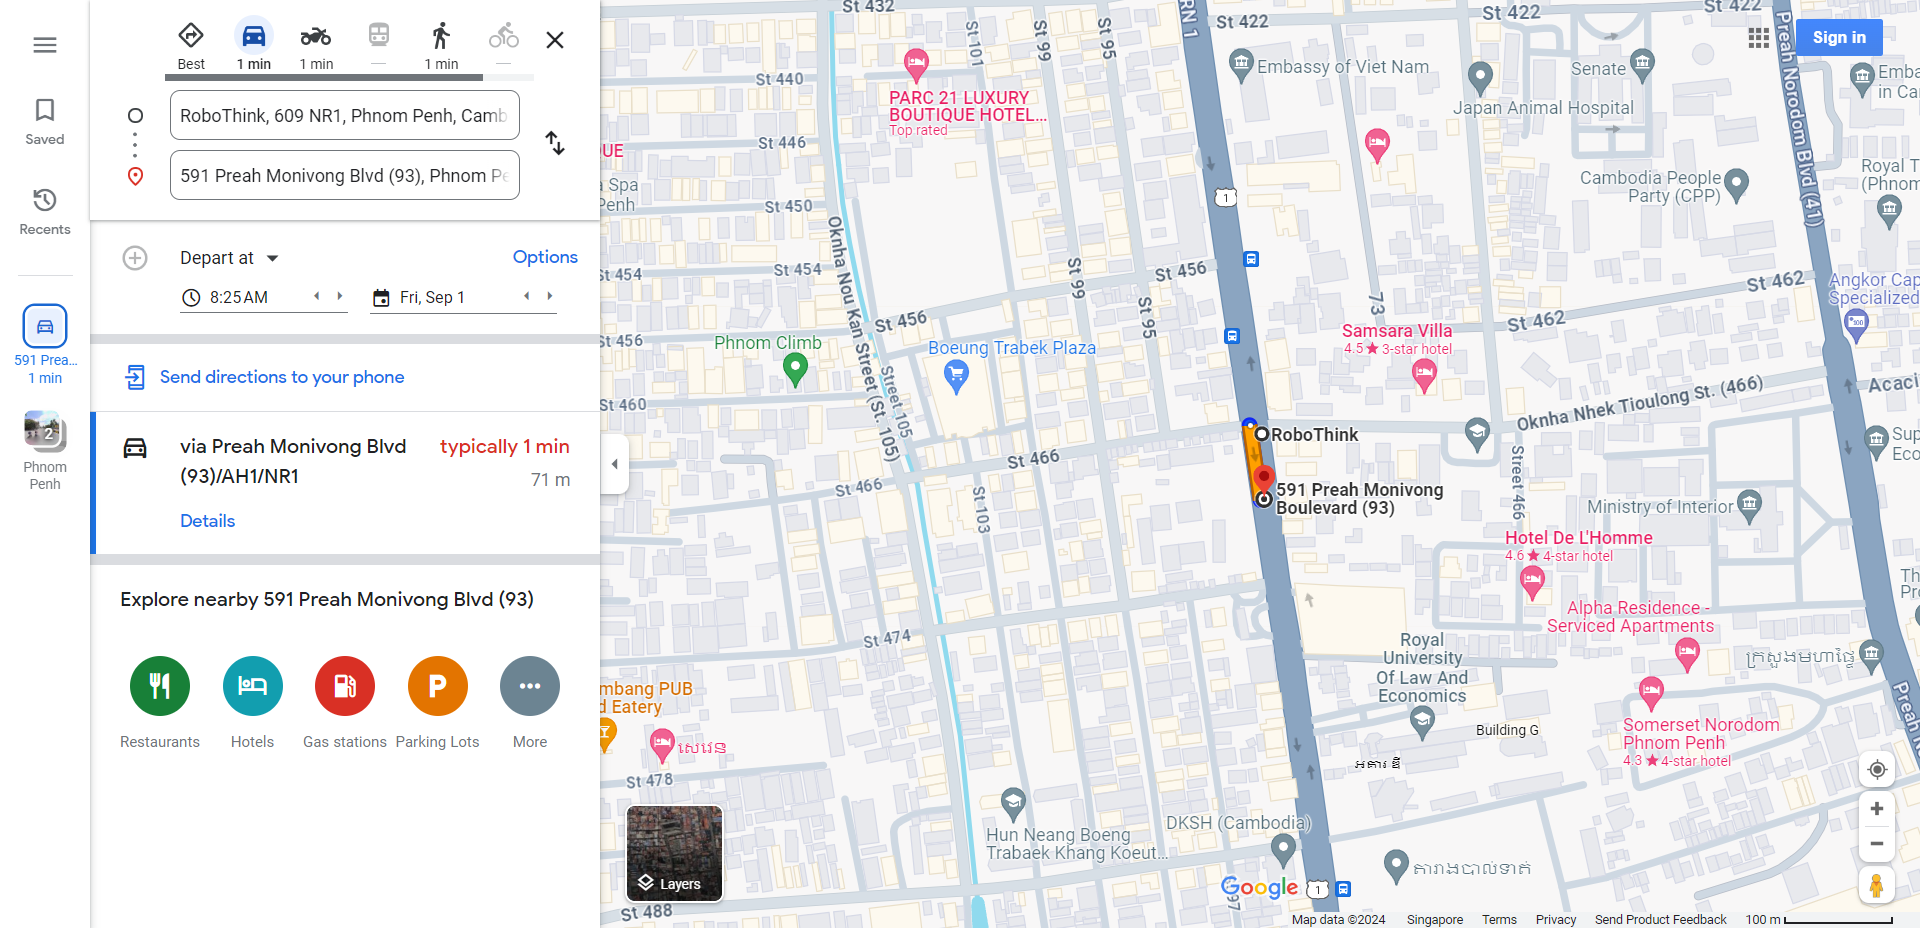 Saved
Recents
591 Prea...
1 min
2
Phnom
Penh
Best
1 min
1 min
—
1 min
—
RoboThink, 609 NR1, Phnom Penh, Camb
591 Preah Monivong Blvd (93), Phnom Pe
Depart at
Options
8:25 AM
Fri, Sep 1
Send directions to your phone
via Preah Monivong Blvd
(93)/AH1/NR1
typically 1 min
71 m
Details
Explore nearby 591 Preah Monivong Blvd (93)
Restaurants
Hotels
Gas stations
Parking Lots
More
St 432
St 101
St 99
St 95
RN 1
St 422
St 422
St 422
Sign in
St 440
PARC 21 LUXURY
BOUTIQUE HOTEL...
Top rated
Embassy of Viet Nam
Japan Animal Hospital
Senate
Preah Norodom Blvd (41)
Emba
in Ca
St 446
UE
a Spa
Penh
St 450
1
Cambodia People
Party (CPP)
Royal T
(Phnom
St 454
St 454
Oknha Nou Kan Street (St. 105)
St 99
St 95
St 456
73
St 462
St 462
Angkor Cap
Specialized
St 456
St 456
Phnom Climb
Boeung Trabek Plaza
Samsara Villa
4.5★3-star hotel
Street 105
St 460
Oknha Nhek Tioulong St. (466)
Acaci
RoboThink
St 466
St 466
St 103
591 Preah Monivong
Boulevard (93)
Street 466
Sup
Eco
Ministry of Interior
Hotel De L'Homme
4.6★4-star hotel
Th
Pro
Alpha Residence -
Serviced Apartments
St 474
Royal
University
Of Law And
Economics
ក្រសួងមហាផ្ទៃ
mbang PUB
d Eatery
សេវេន
Building G
អគារ ឌី
Somerset Norodom
Phnom Penh
4.3★4-star hotel
Preah
St 478
Layers
Hun Neang Boeng
Trabaek Khang Koeut...
DKSH (Cambodia)
តារាងបាល់ទាត់
Google
1
St 488
Map data ©2024
Singapore
Terms
Privacy
Send Product Feedback
100 m